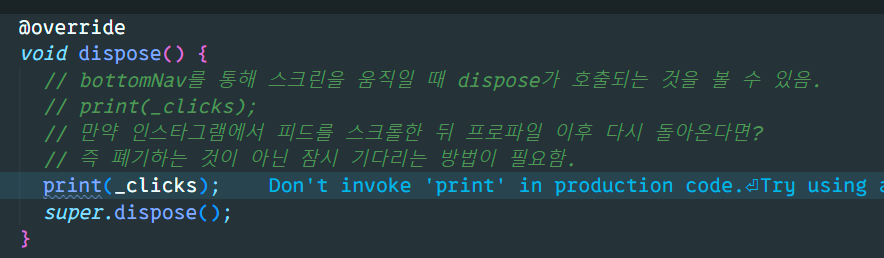 @override
void dispose() {
// bottomNav를 통해 스크린을 움직일 때 dispose가 호출되는 것을 볼 수 있음.
// print(_clicks);
// 만약 인스타그램에서 피드를 스크롤한 뒤 프로파일 이후 다시 돌아온다면?
// 즉 폐기하는 것이 아닌 잠시 기다리는 방법이 필요함.
print(_clicks); Don't invoke 'print' in production code.⏎Try using a
super.dispose();
}